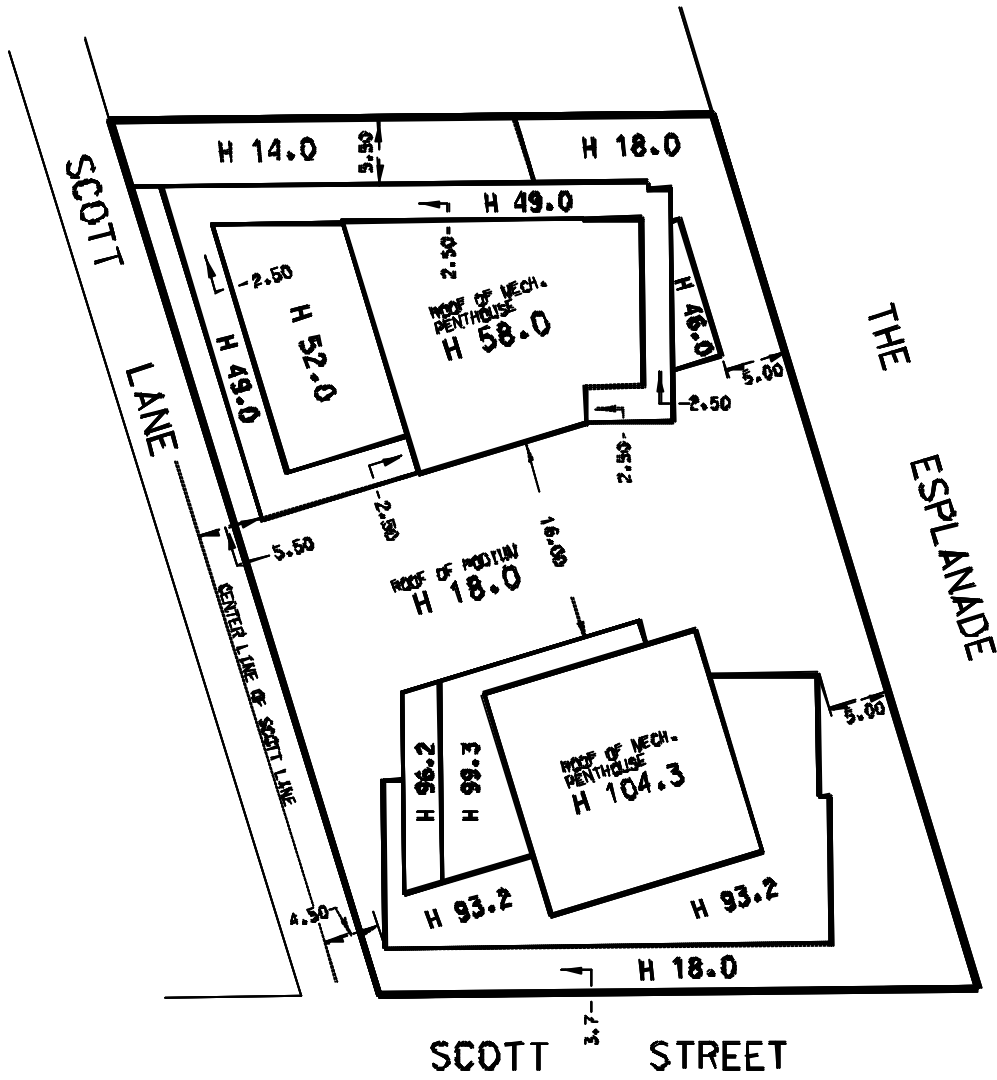 H 14.0
5.50
H 18.0
SCOTT
H 49.0
2.50
2.50
ROOF OF MECH.
PENTHOUSE
H 58.0
H 52.0
H 46.0
THE
H 49.0
LANE
5.00
2.50
2.50
2.50
ESPLANADE
5.50
16.00
H 18.0
CENTER LINE OF SCOTT LANE
5.00
H 96.2
H 99.3
ROOF OF MECH.
PENTHOUSE
H 104.3
H 93.2
H 93.2
4.50
H 18.0
3.7
SCOTT STREET